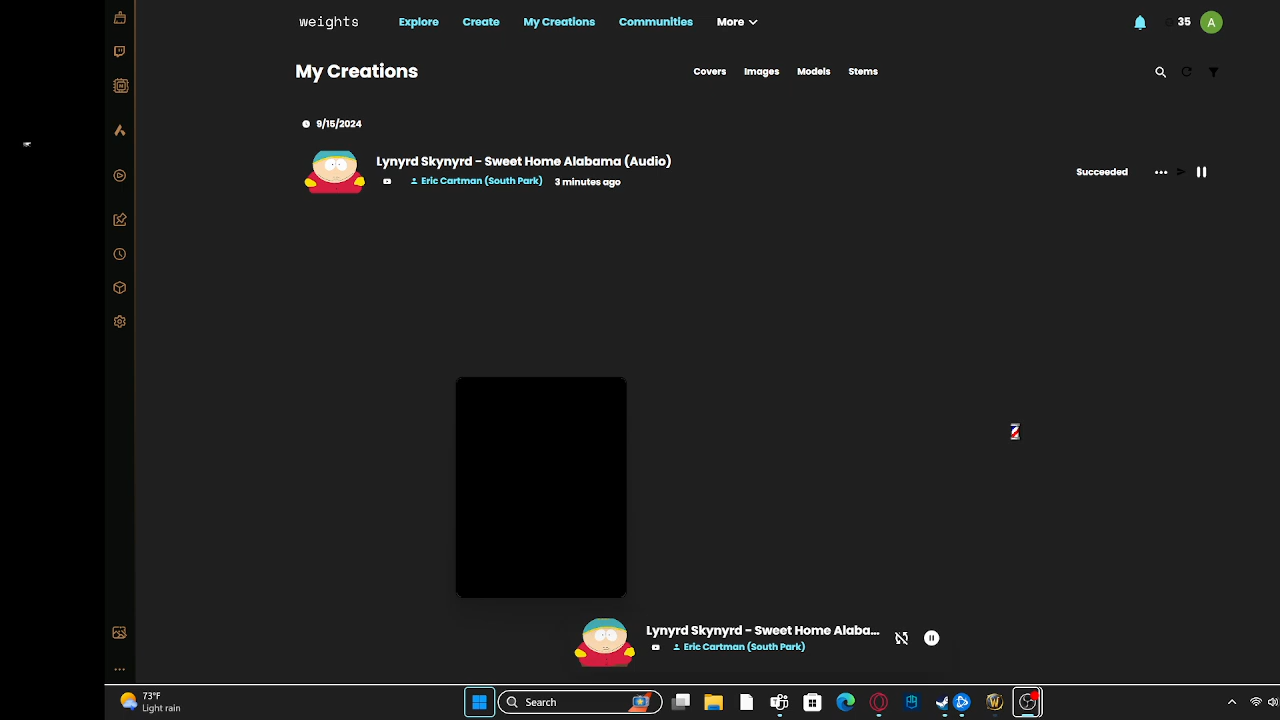 weights Explore Create My Creations Communities More 35 A
My Creations Covers Images Models Stems
9/15/2024
Lynyrd Skynyrd - Sweet Home Alabama (Audio)
Eric Cartman (South Park) 3 minutes ago
Succeeded
Lynyrd Skynyrd - Sweet Home Alaba...
Eric Cartman (South Park)
73°F
Light rain
Search